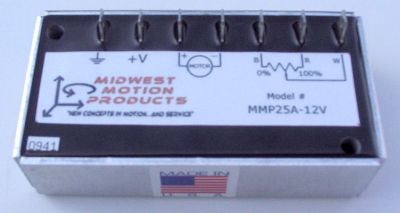 +V
+ -
MOTOR
B R W
0% 100%
MIDWEST
MOTION
PRODUCTS
"NEW CONCEPTS IN MOTION...AND SERVICE"
Model #
MMP25A-12V
0941
MADE IN
U.S.A.